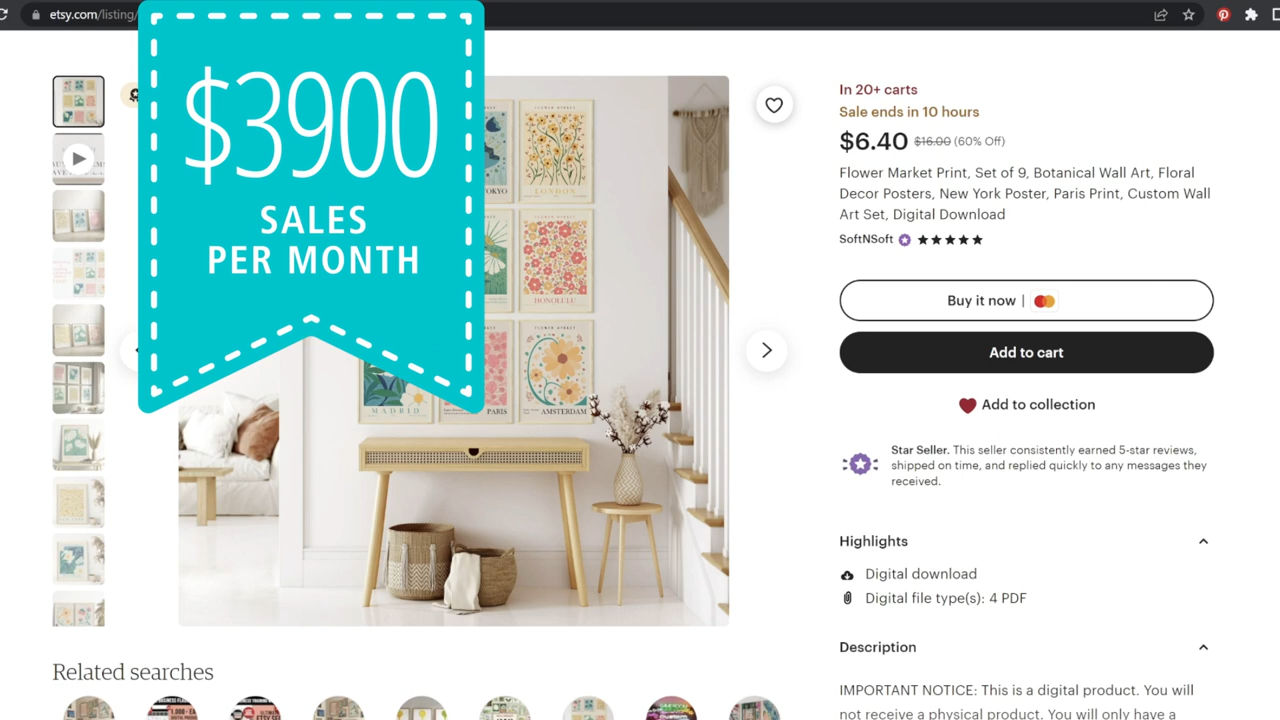 etsy.com/listing/
$3900
SALES
PER MONTH
TOKYO
LONDON
HONOLULU
MADRID
PARIS
AMSTERDAM
In 20+ carts
Sale ends in 10 hours
$6.40 $16.00 (60% Off)
Flower Market Print, Set of 9, Botanical Wall Art, Floral
Decor Posters, New York Poster, Paris Print, Custom Wall
Art Set, Digital Download
SoftNSoft
Buy it now |
Add to cart
Add to collection
Star Seller. This seller consistently earned 5-star reviews,
shipped on time, and replied quickly to any messages they
received.
Highlights
Digital download
Digital file type(s): 4 PDF
Description
IMPORTANT NOTICE: This is a digital product. You will
not receive a physical product. You will only have a
Related searches